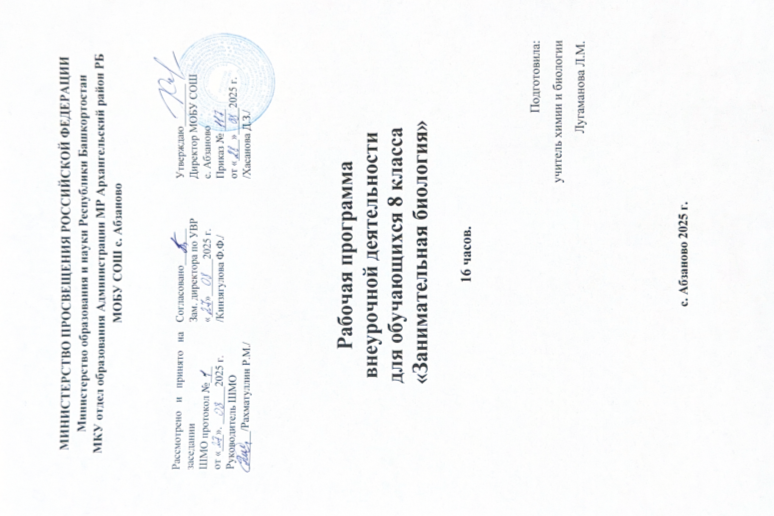 МИНИСТЕРСТВО ПРОСВЕЩЕНИЯ РОССИЙСКОЙ ФЕДЕРАЦИИ
Министерство образования и науки Республики Башкортостан
МКУ отдел образования Администрации МР Архангельский район РБ
МОБУ СОШ с. Абзаново
Рассмотрено и принято на
заседании
ШМО протокол № 1
от « » 2025 г.
Руководитель ШМО
/Рахматуллин Р.М./
Согласовано
Зам. директора по УВР
« » 2025 г.
/Кинзягулова Ф.Ф./
Утверждаю
Директор МОБУ СОШ
с. Абзаново
Приказ №
от « » 2025 г.
/Хасанова Д.З./
Рабочая программа
внеурочной деятельности
для обучающихся 8 класса
«Занимательная биология»
16 часов.
Подготовила:
учитель химии и биологии
Лугаманова Л.М.
с. Абзаново 2025 г.